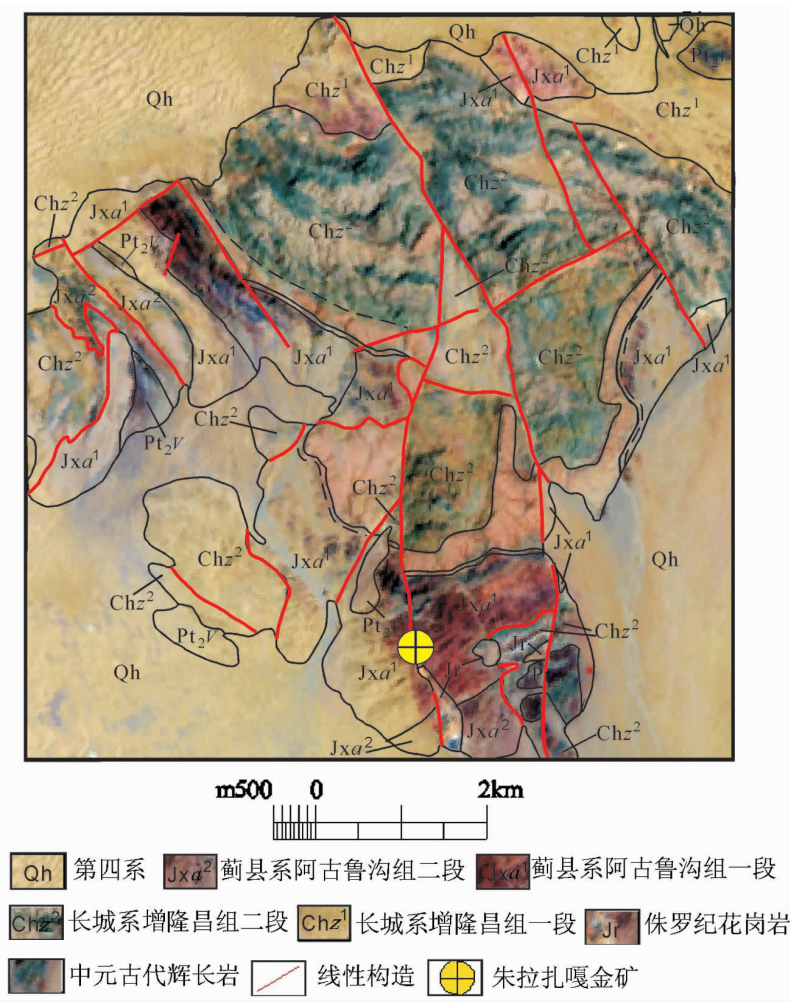 Qh
Qh
Chz¹
Chz¹
Chz¹
Pt₂
Jxa¹
Jxa¹
Chz¹
Qh
Chz²
Chz²
Jxa¹
Chz²
Chz²
Pt₂V
Chz²
Jxa²
Jxa²
Chz²
Chz²
Jxa¹
Jxa¹
Jxa¹
Jxa¹
Chz²
Jxa¹
Chz²
Pt₂V
Jxa¹
Chz²
Chz²
Jxa¹
Chz²
Jxa¹
Qh
Chz²
Jxa¹
Pt₂
Chz²
Pt₂V
Jr
Jr
Jxa¹
Qh
Jxa²
Chz²
Jxa²
m500 0 2km
Qh 第四系 Jxa² 蓟县系阿古鲁沟组二段 Jxa¹ 蓟县系阿古鲁沟组一段
Chz² 长城系增隆昌组二段 Chz¹ 长城系增隆昌组一段 Jr 侏罗纪花岗岩
中元古代辉长岩 线性构造 朱拉扎嘎金矿